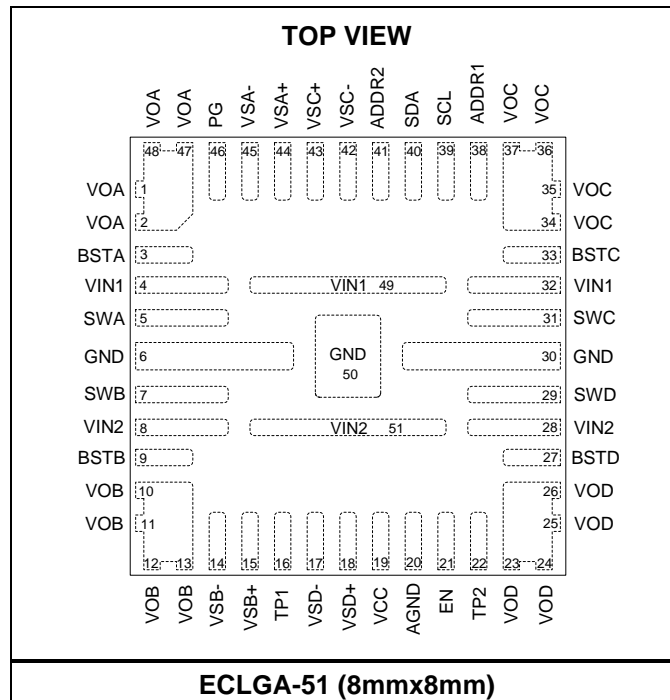 TOP VIEW
VOA VOA PG VSA- VSA+ VSC+ VSC- ADDR2 SDA SCL ADDR1 VOC VOC
48 47 46 45 44 43 42 41 40 39 38 37 36
VOA 1 35 VOC
VOA 2 34 VOC
BSTA 3 33 BSTC
VIN1 4 VIN1 49 32 VIN1
SWA 5 31 SWC
GND 6 GND 50 30 GND
SWB 7 29 SWD
VIN2 8 VIN2 51 28 VIN2
BSTB 9 27 BSTD
VOB 10 26 VOD
VOB 11 25 VOD
12 13 14 15 16 17 18 19 20 21 22 23 24
VOB VOB VSB- VSB+ TP1 VSD- VSD+ VCC AGND EN TP2 VOD VOD
ECLGA-51 (8mmx8mm)